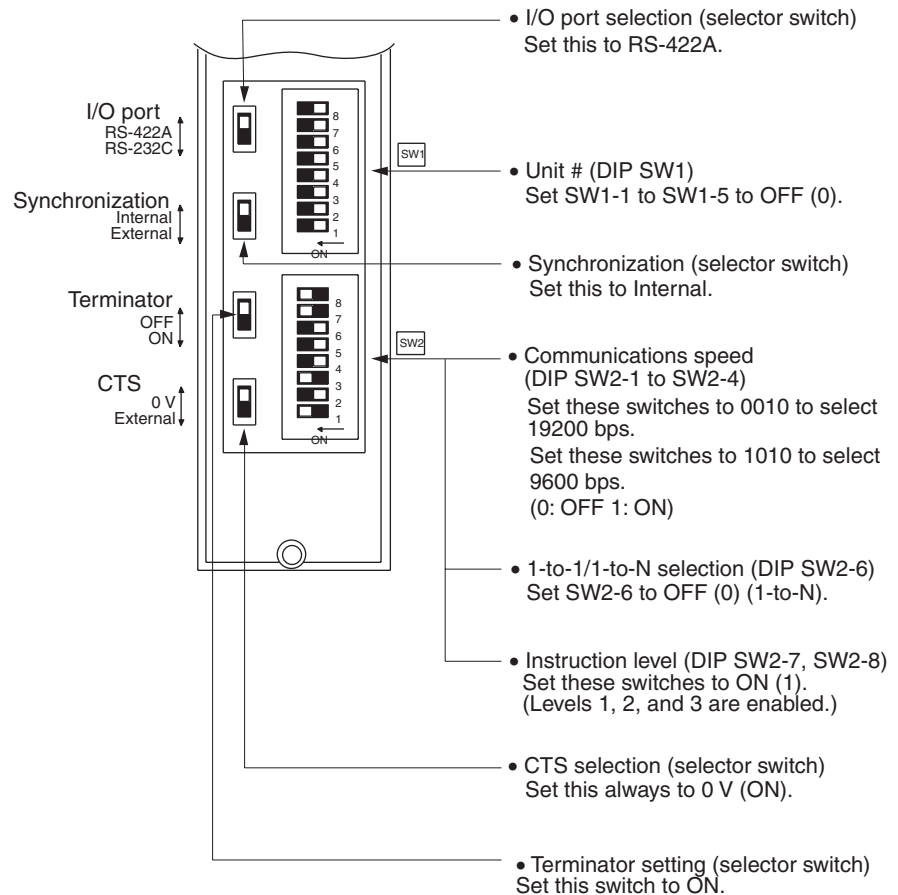 • I/O port selection (selector switch)
Set this to RS-422A.
I/O port
RS-422A
RS-232C
8
7
6
5
4
3
2
1
ON
SW1
• Unit # (DIP SW1)
Set SW1-1 to SW1-5 to OFF (0).
Synchronization
Internal
External
• Synchronization (selector switch)
Set this to Internal.
Terminator
OFF
ON
8
7
6
5
4
3
2
1
ON
SW2
• Communications speed
(DIP SW2-1 to SW2-4)
Set these switches to 0010 to select
19200 bps.
Set these switches to 1010 to select
9600 bps.
(0: OFF 1: ON)
CTS
0 V
External
• 1-to-1/1-to-N selection (DIP SW2-6)
Set SW2-6 to OFF (0) (1-to-N).
• Instruction level (DIP SW2-7, SW2-8)
Set these switches to ON (1).
(Levels 1, 2, and 3 are enabled.)
• CTS selection (selector switch)
Set this always to 0 V (ON).
• Terminator setting (selector switch)
Set this switch to ON.